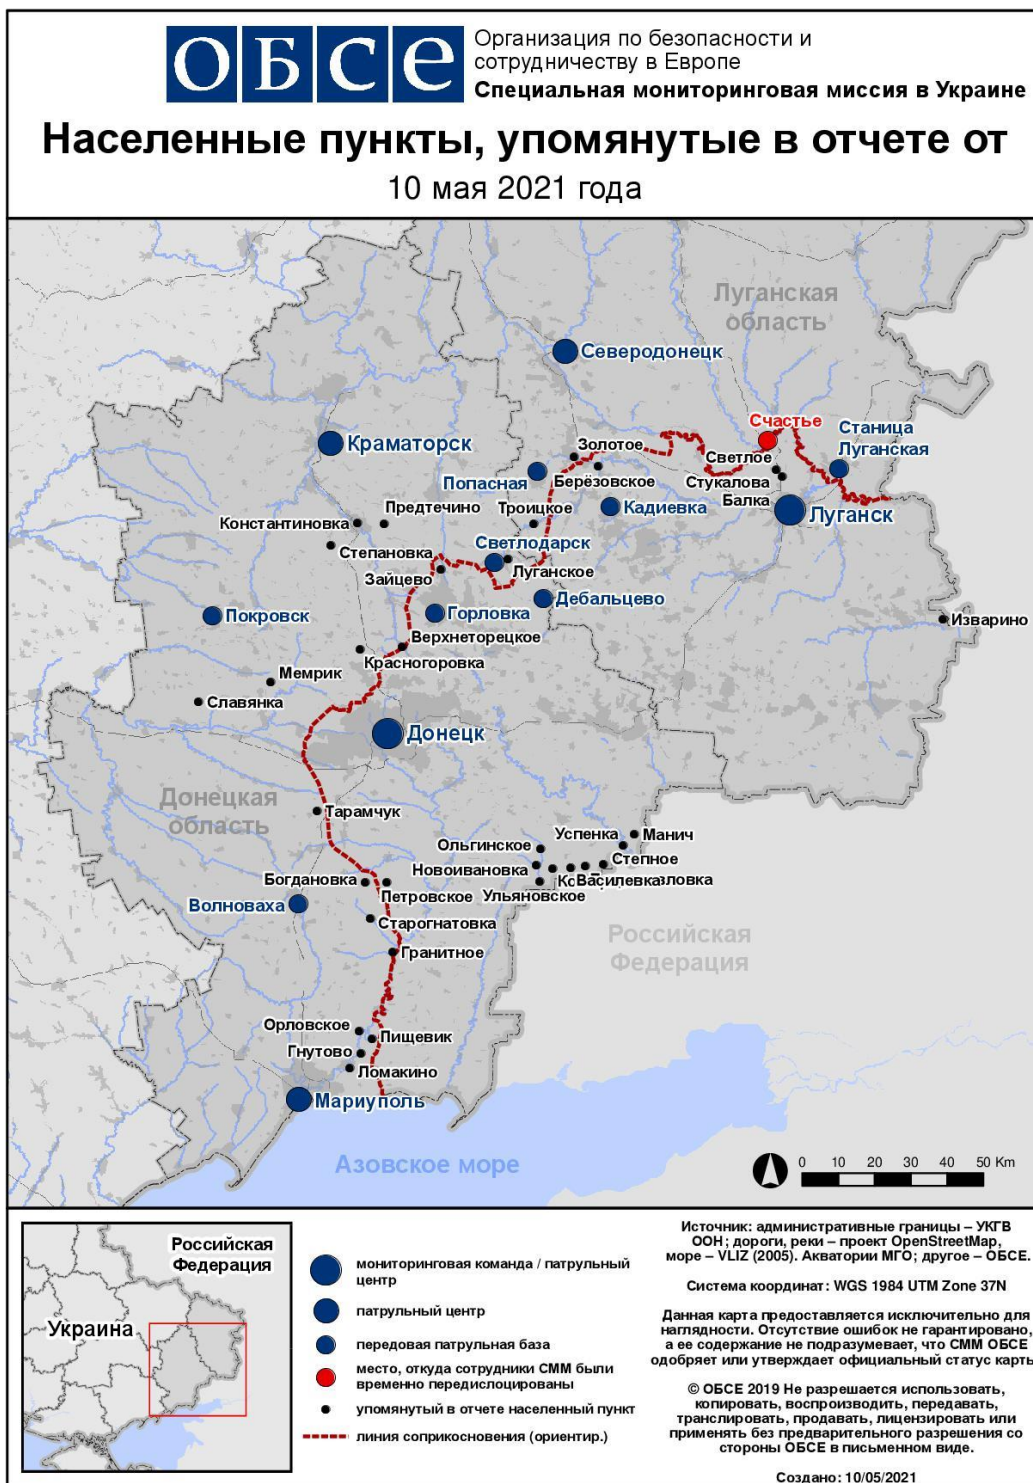 ОБСЕ
Организация по безопасности и
сотрудничеству в Европе
Специальная мониторинговая миссия в Украине
Населенные пункты, упомянутые в отчете от
10 мая 2021 года
Луганская
область
Северодонецк
Счастье
Станица
Луганская
Краматорск
Золотое
Светлое
Попасная
Берёзовское
Стукалова
Балка
Предтечино
Троицкое
Кадиевка
Луганск
Константиновка
Степановка
Светлодарск
Зайцево
Луганское
Дебальцево
Покровск
Горловка
Изварино
Верхнеторецкое
Красногоровка
Мемрик
Славянка
Донецк
Донецкая
область
Тарамчук
Успенка
Манич
Ольгинское
Степное
Новоивановка
Василевка
Ульяновское
Богдановка
Петровское
Волноваха
Старогнатовка
Российская
Федерация
Гранитное
Орловское
Пищевик
Гнутово
Ломакино
Мариуполь
Азовское море
0 10 20 30 40 50 Km
Российская
Федерация
Украина
мониторинговая команда / патрульный
центр
патрульный центр
передовая патрульная база
место, откуда сотрудники СММ были
временно передислоцированы
упомянутый в отчете населенный пункт
линия соприкосновения (ориентир.)
Источник: административные границы – УКГВ
ООН; дороги, реки – проект OpenStreetMap,
море – VLIZ (2005). Акватории МГО; другое – ОБСЕ.
Система координат: WGS 1984 UTM Zone 37N
Данная карта предоставляется исключительно для
наглядности. Отсутствие ошибок не гарантировано,
а ее содержание не подразумевает, что СММ ОБСЕ
одобряет или утверждает официальный статус карты
© ОБСЕ 2019 Не разрешается использовать,
копировать, воспроизводить, передавать,
транслировать, продавать, лицензировать или
применять без предварительного разрешения со
стороны ОБСЕ в письменном виде.
Создано: 10/05/2021